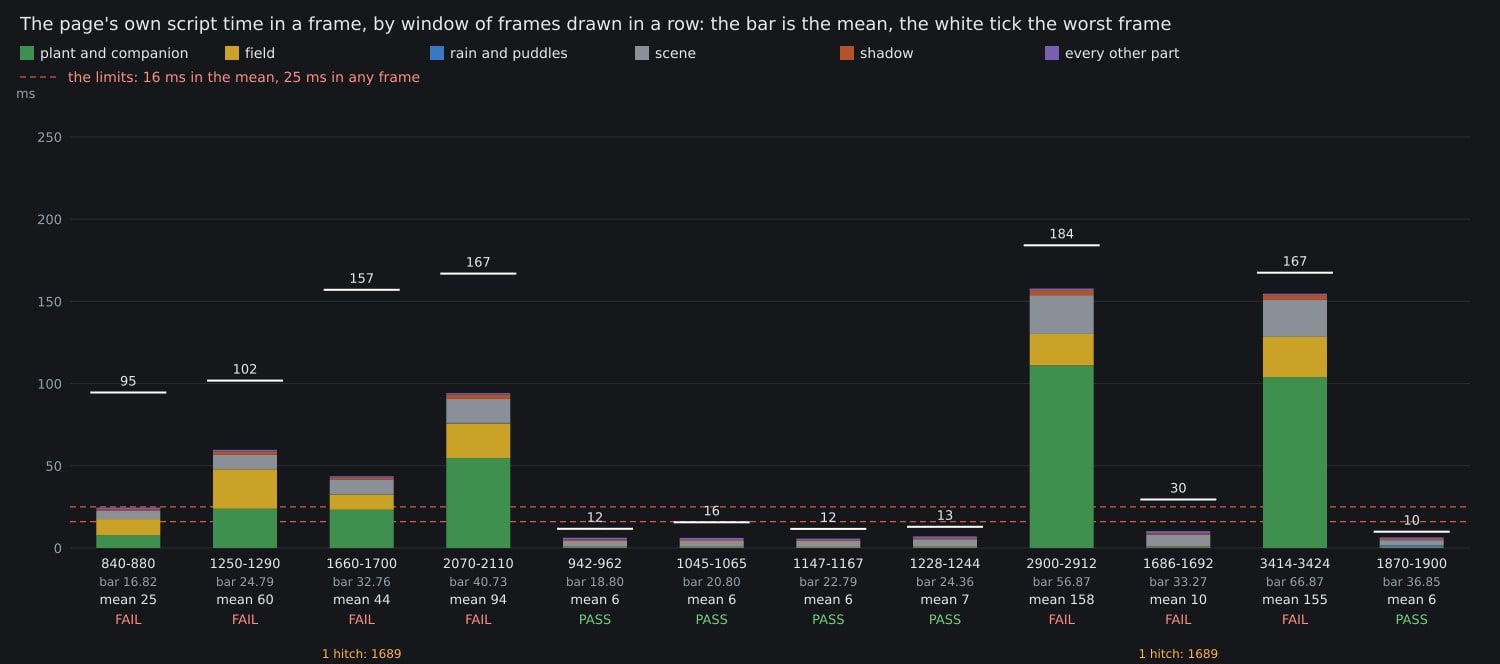 The page's own script time in a frame, by window of frames drawn in a row: the bar is the mean, the white tick the worst frame
plant and companion field rain and puddles scene shadow every other part
the limits: 16 ms in the mean, 25 ms in any frame
ms
250
200
150
100
50
0
95 102 157 167 12 16 12 13 184 30 167 10
840-880 1250-1290 1660-1700 2070-2110 942-962 1045-1065 1147-1167 1228-1244 2900-2912 1686-1692 3414-3424 1870-1900
bar 16.82 bar 24.79 bar 32.76 bar 40.73 bar 18.80 bar 20.80 bar 22.79 bar 24.36 bar 56.87 bar 33.27 bar 66.87 bar 36.85
mean 25 mean 60 mean 44 mean 94 mean 6 mean 6 mean 6 mean 7 mean 158 mean 10 mean 155 mean 6
FAIL FAIL FAIL FAIL PASS PASS PASS PASS FAIL FAIL FAIL PASS
1 hitch: 1689 1 hitch: 1689